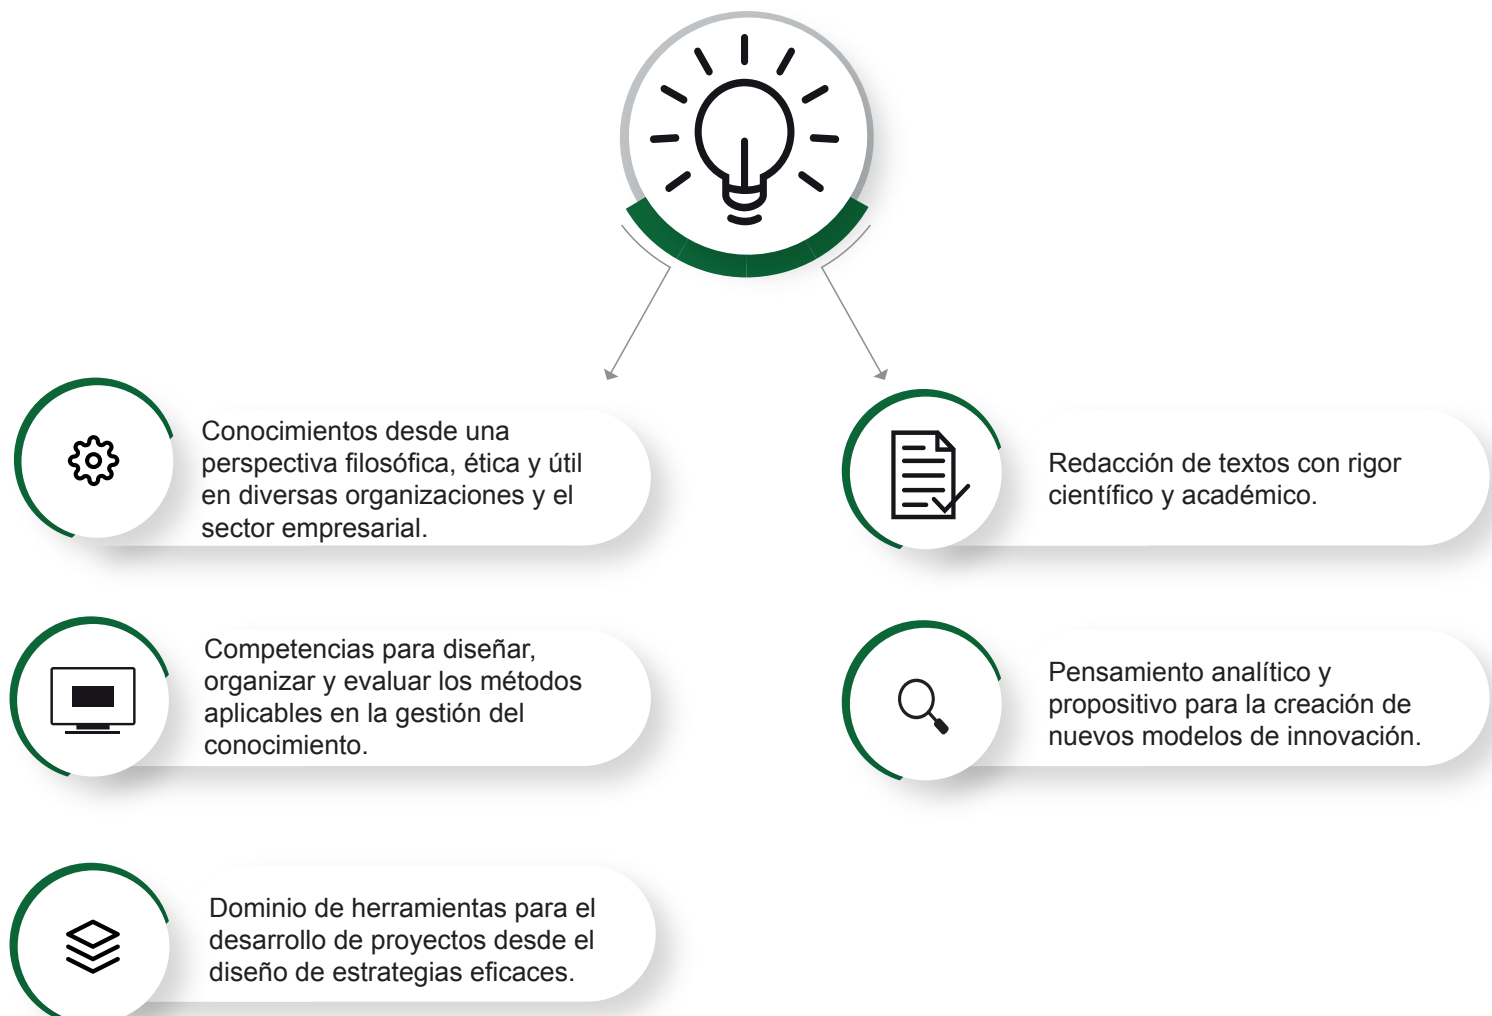 Conocimientos desde una
perspectiva filosófica, ética y útil
en diversas organizaciones y el
sector empresarial.
Competencias para diseñar,
organizar y evaluar los métodos
aplicables en la gestión del
conocimiento.
Dominio de herramientas para el
desarrollo de proyectos desde el
diseño de estrategias eficaces.
Redacción de textos con rigor
científico y académico.
Pensamiento analítico y
propositivo para la creación de
nuevos modelos de innovación.